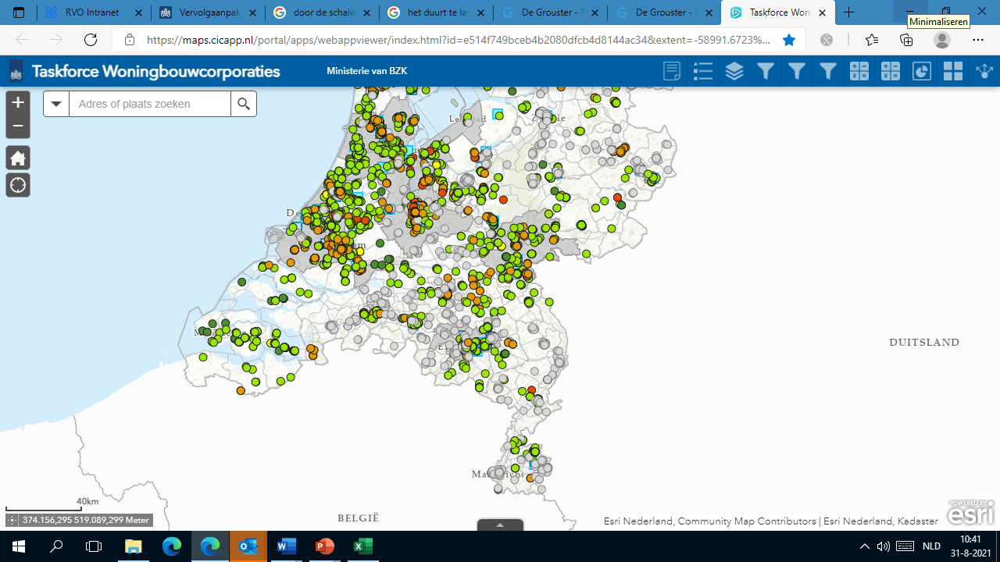 RVO Intranet
Vervolgaanpak
door de schale
het duurt te lar
De Grouster - F
De Grouster - F
Taskforce Woni
Minimaliseren
https://maps.cicapp.nl/portal/apps/webappviewer/index.html?id=e514f749bceb4b2080dfcb4d8144ac34&extent=-58991.6723%...
Taskforce Woningbouwcorporaties
Ministerie van BZK
Adres of plaats zoeken
DUITSLAND
BELGIË
40km
374.156,295 519.089,299 Meter
Esri Nederland, Community Map Contributors | Esri Nederland, Kadaster
POWERED BY
esri
NLD
10:41
31-8-2021